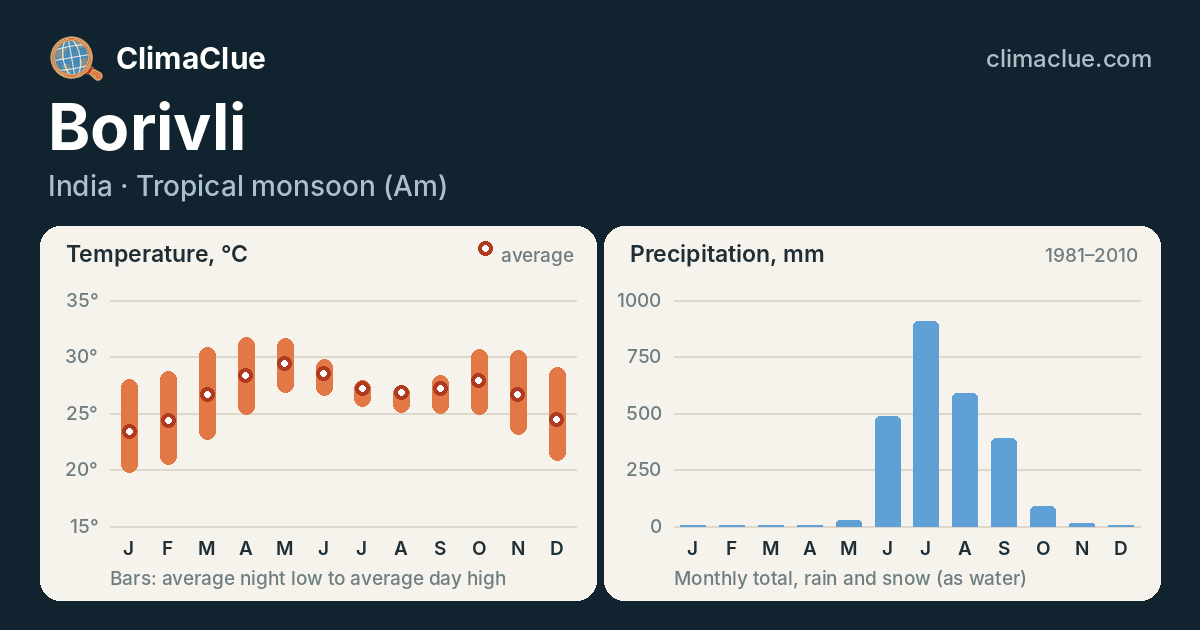 ClimaClue
climaclue.com
Borivli
India · Tropical monsoon (Am)
Temperature, °C
average
35°
30°
25°
20°
15°
J F M A M J J A S O N D
Bars: average night low to average day high
Precipitation, mm
1981–2010
1000
750
500
250
0
J F M A M J J A S O N D
Monthly total, rain and snow (as water)